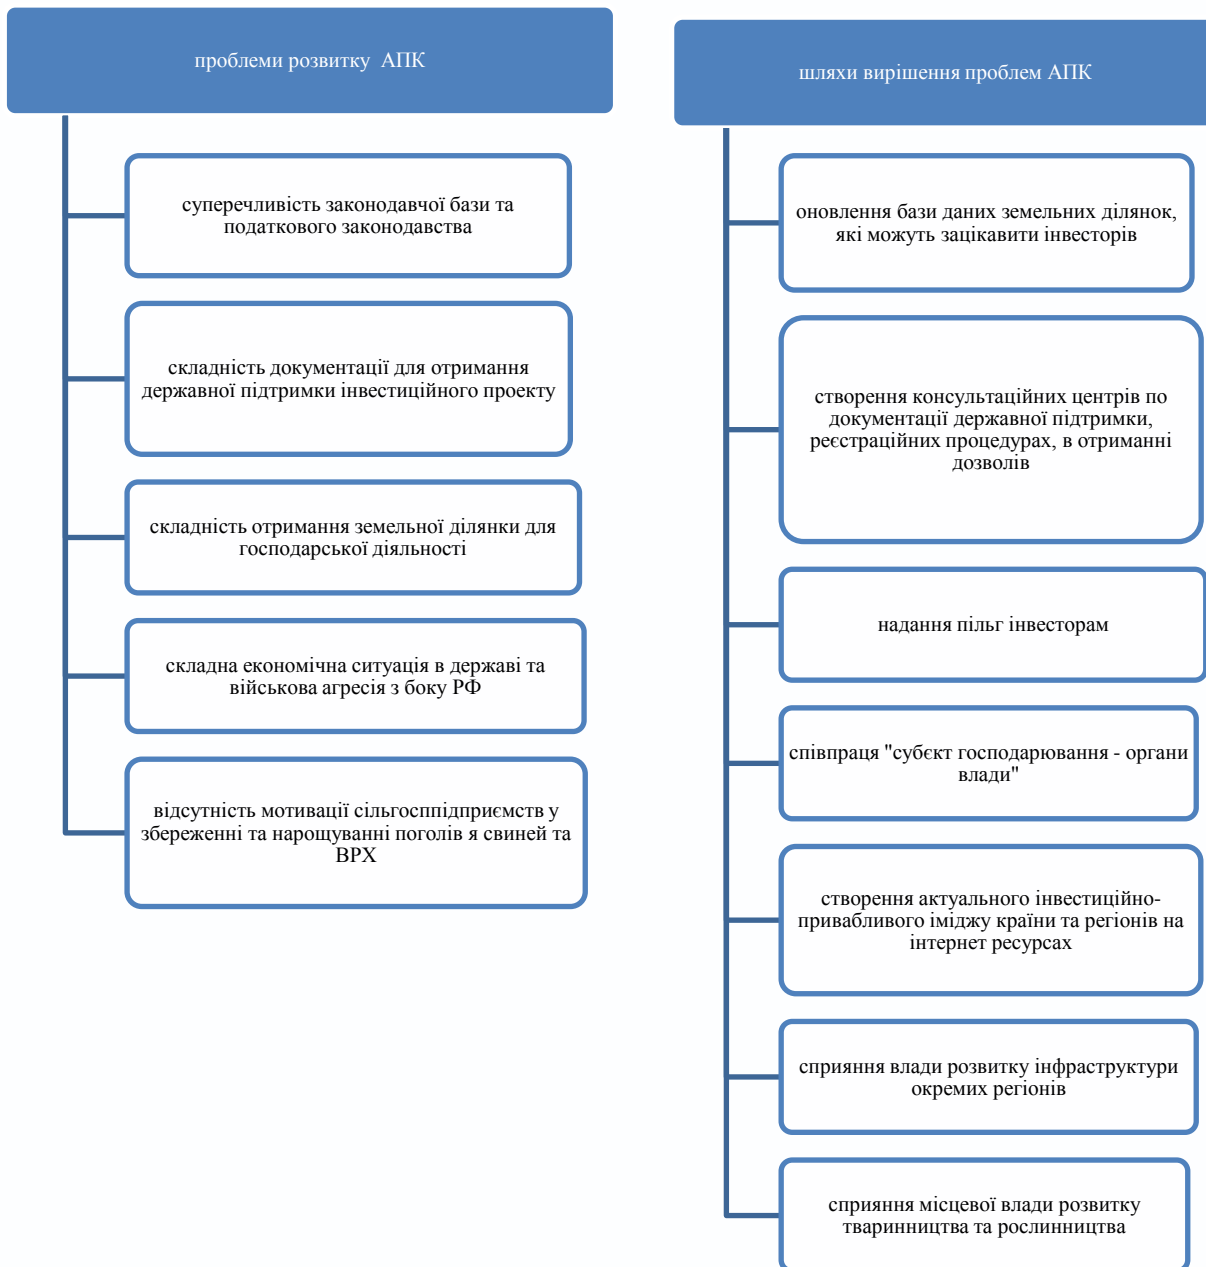 проблеми розвитку АПК
суперечливість законодавчої бази та
податкового законодавства
складність документації для отримання
державної підтримки інвестиційного проекту
складність отримання земельної ділянки для
господарської діяльності
складна економічна ситуація в державі та
військова агресія з боку РФ
відсутність мотивації сільгосппідприємств у
збереженні та нарощуванні поголів я свиней та
ВРХ
шляхи вирішення проблем АПК
оновлення бази даних земельних ділянок,
які можуть зацікавити інвесторів
створення консультаційних центрів по
документації державної підтримки,
реєстраційних процедурах, в отриманні
дозволів
надання пільг інвесторам
співпраця "субєкт господарювання - органи
влади"
створення актуального інвестиційно-
привабливого іміджу країни та регіонів на
інтернет ресурсах
сприяння влади розвитку інфраструктури
окремих регіонів
сприяння місцевої влади розвитку
тваринництва та рослинництва